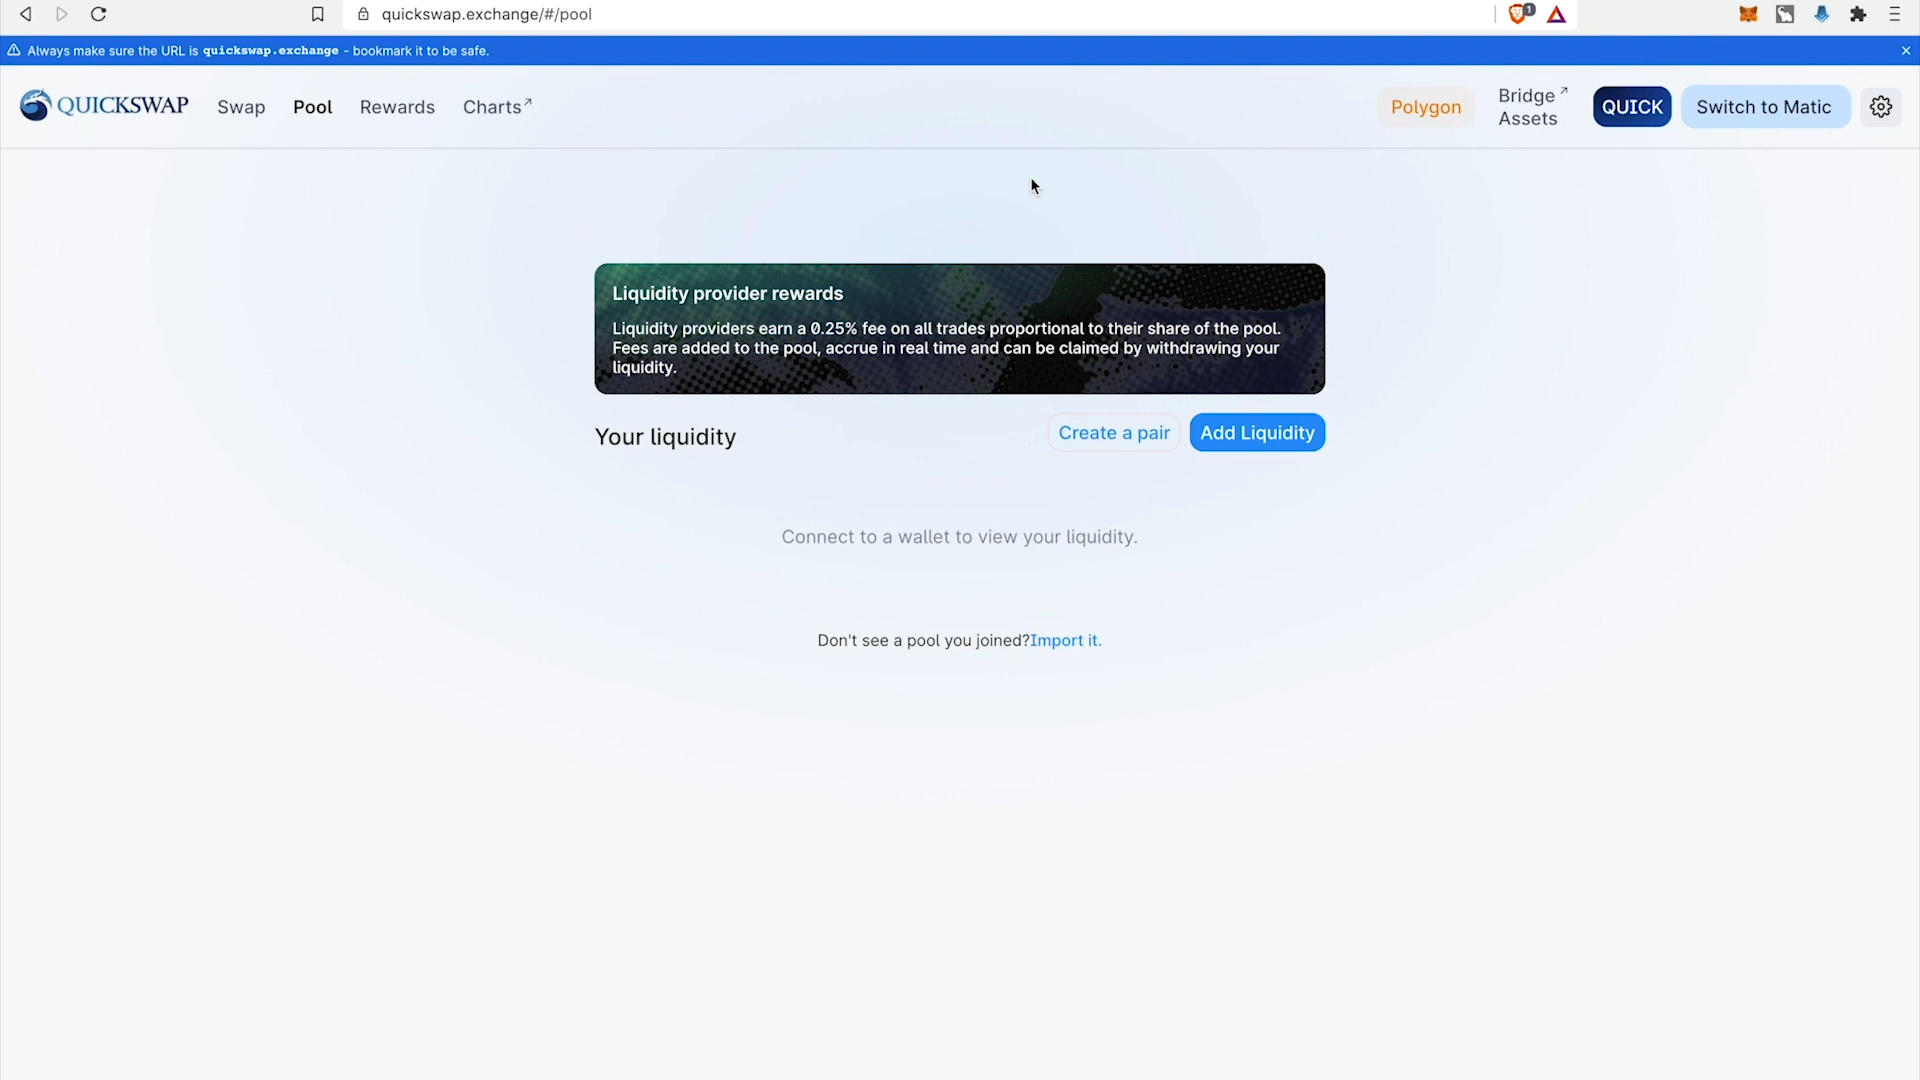 quickswap.exchange/#/pool
1
Always make sure the URL is quickswap.exchange - bookmark it to be safe.
QUICKSWAP
Swap
Pool
Rewards
Charts↗
Polygon
Bridge↗
Assets
QUICK
Switch to Matic
Liquidity provider rewards
Liquidity providers earn a 0.25% fee on all trades proportional to their share of the pool.
Fees are added to the pool, accrue in real time and can be claimed by withdrawing your
liquidity.
Your liquidity
Create a pair
Add Liquidity
Connect to a wallet to view your liquidity.
Don't see a pool you joined?Import it.